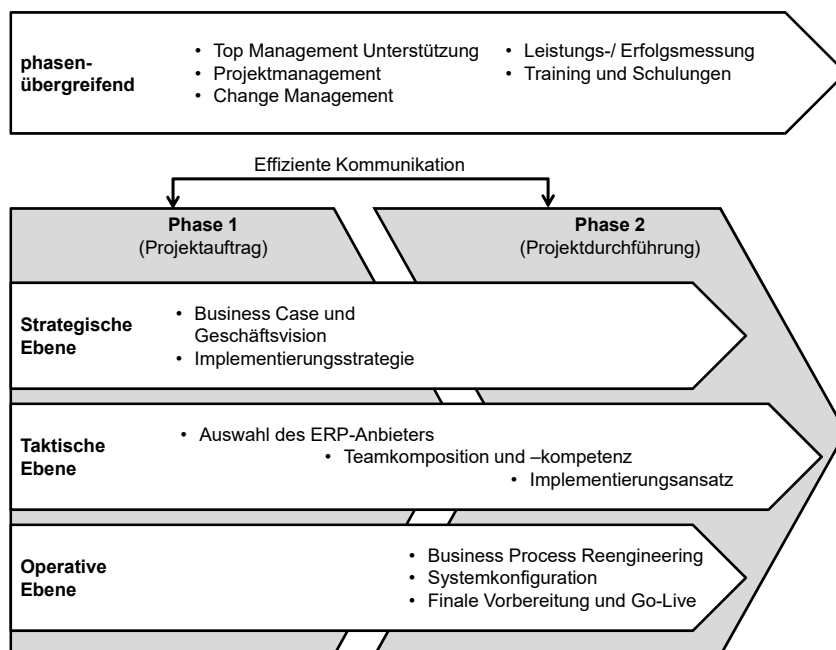 phasen-
übergreifend
• Top Management Unterstützung
• Projektmanagement
• Change Management
• Leistungs-/ Erfolgsmessung
• Training und Schulungen
Effiziente Kommunikation
Phase 1
(Projektauftrag)
Phase 2
(Projektdurchführung)
Strategische
Ebene
• Business Case und
Geschäftsvision
• Implementierungsstrategie
Taktische
Ebene
• Auswahl des ERP-Anbieters
• Teamkomposition und –kompetenz
• Implementierungsansatz
Operative
Ebene
• Business Process Reengineering
• Systemkonfiguration
• Finale Vorbereitung und Go-Live